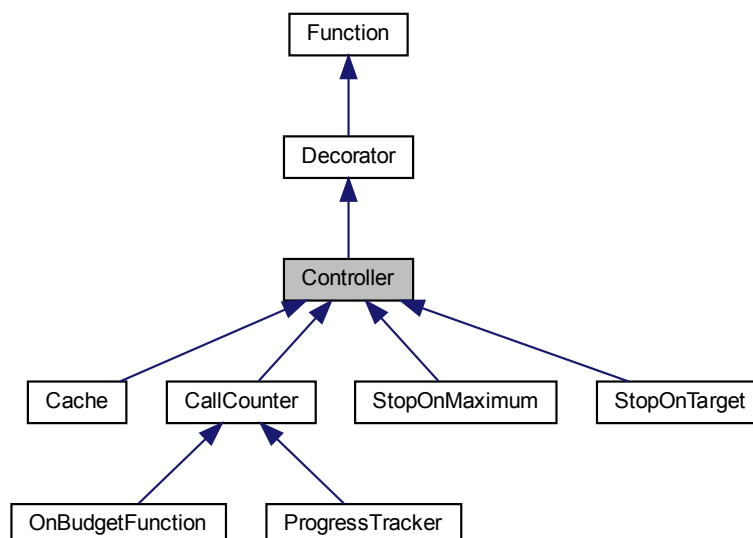 Function
Decorator
Controller
Cache
CallCounter
StopOnMaximum
StopOnTarget
OnBudgetFunction
ProgressTracker